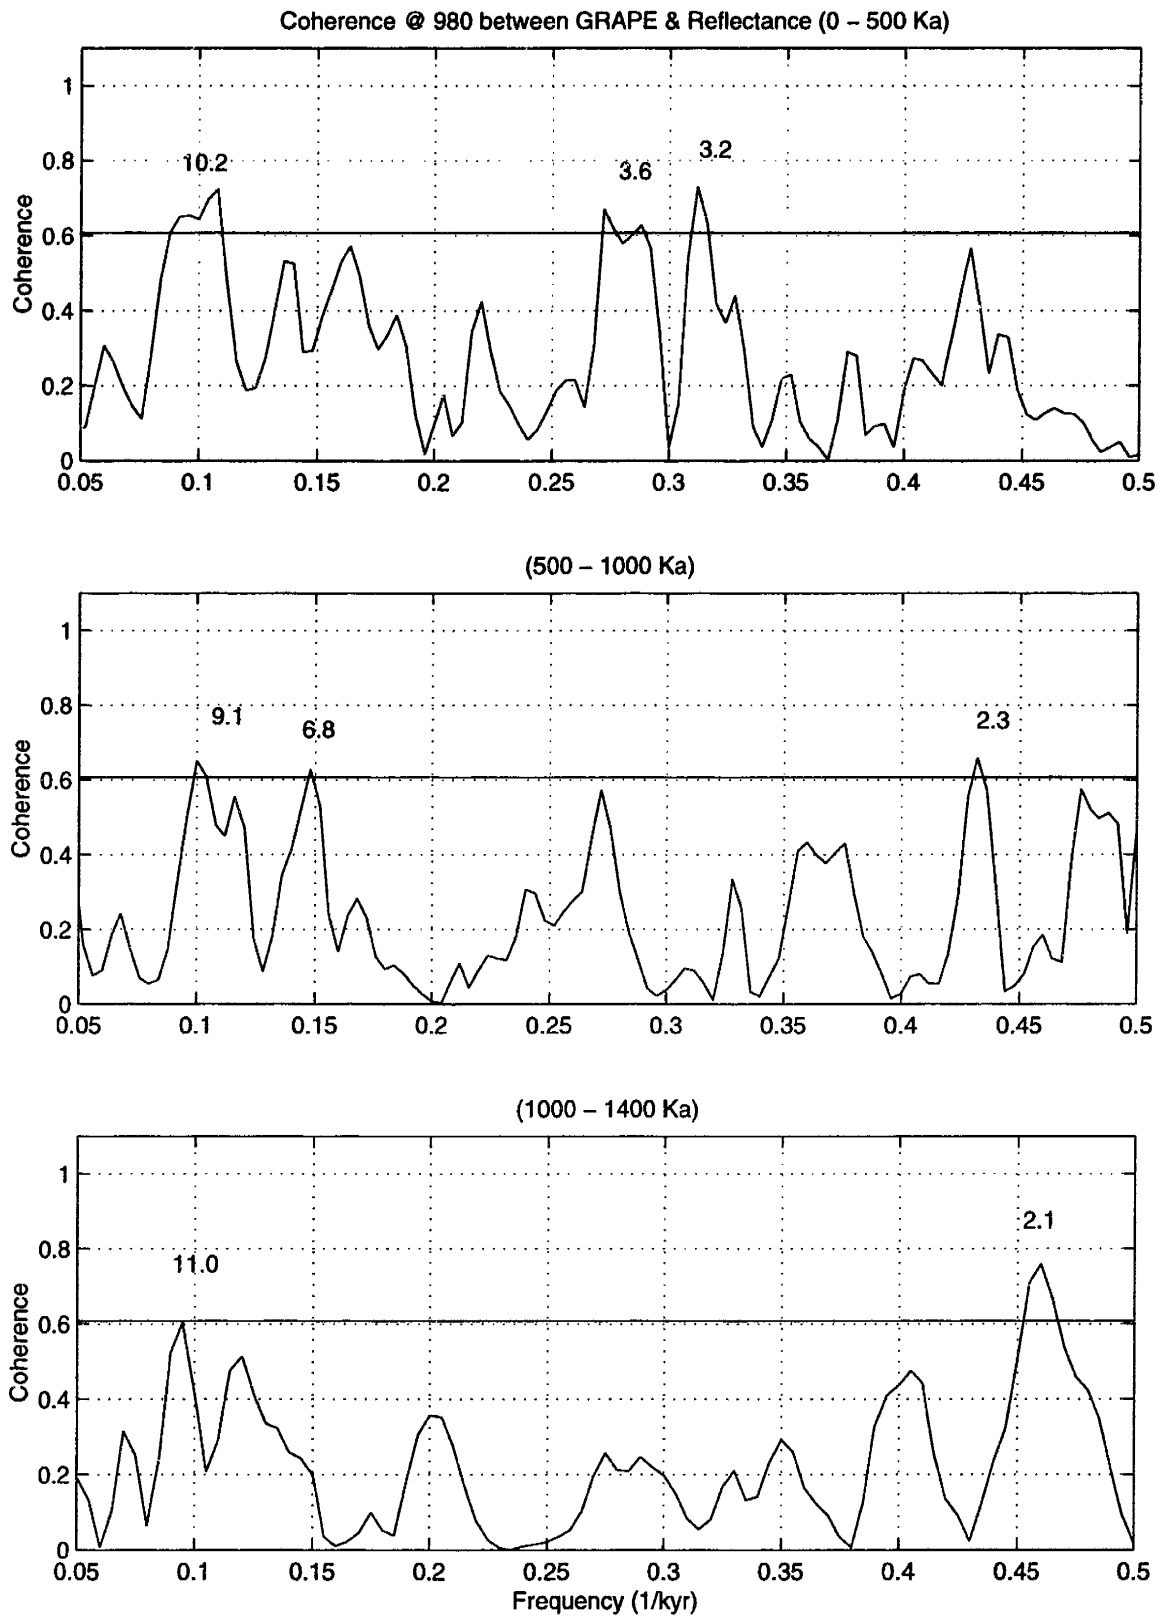 Coherence @ 980 between GRAPE & Reflectance (0 – 500 Ka)
1
0.8
0.6
0.4
0.2
0
Coherence
10.2
3.6
3.2
0.05 0.1 0.15 0.2 0.25 0.3 0.35 0.4 0.45 0.5
(500 – 1000 Ka)
1
0.8
0.6
0.4
0.2
0
Coherence
9.1
6.8
2.3
0.05 0.1 0.15 0.2 0.25 0.3 0.35 0.4 0.45 0.5
(1000 – 1400 Ka)
1
0.8
0.6
0.4
0.2
0
Coherence
11.0
2.1
0.05 0.1 0.15 0.2 0.25 0.3 0.35 0.4 0.45 0.5
Frequency (1/kyr)